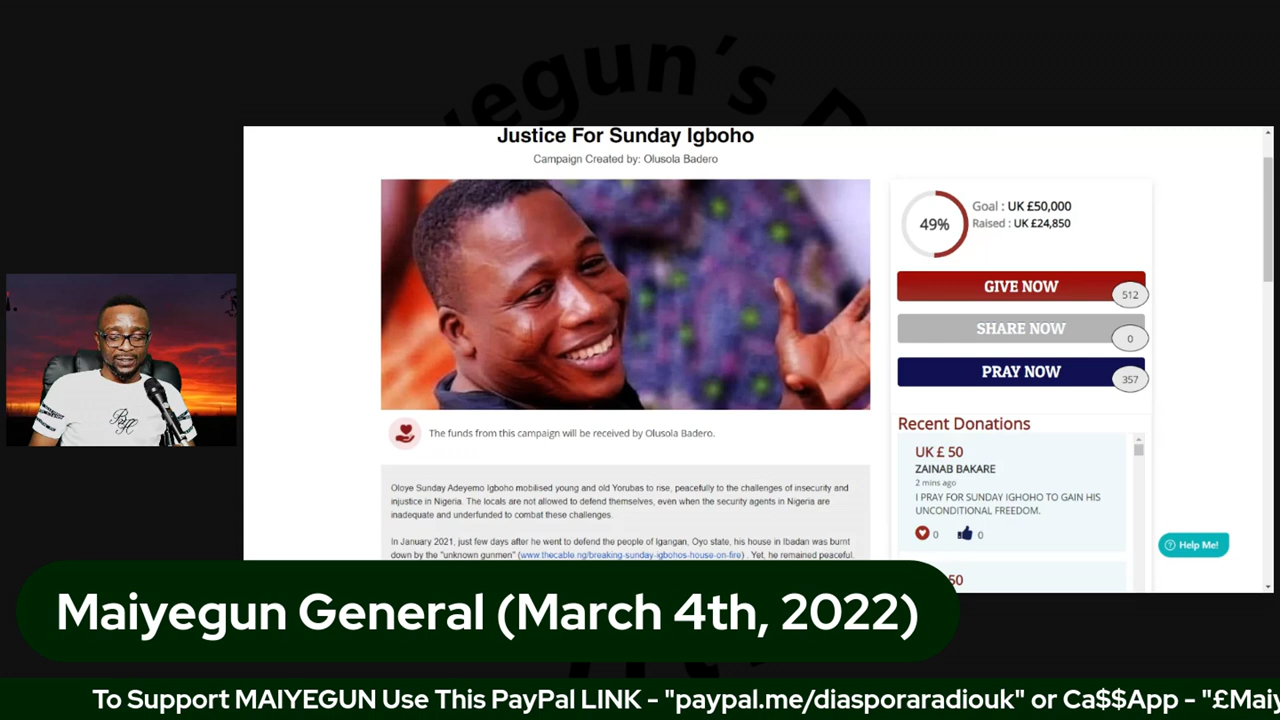 egun's D
Justice For Sunday Igboho
Campaign Created by: Olusola Badero
49%
Goal : UK £50,000
Raised : UK £24,850
GIVE NOW
512
SHARE NOW
0
PRAY NOW
357
The funds from this campaign will be received by Olusola Badero.
Oloye Sunday Adeyemo Igboho mobilised young and old Yorubas to rise, peacefully to the challenges of insecurity and
injustice in Nigeria. The locals are not allowed to defend themselves, even when the security agents in Nigeria are
inadequate and underfunded to combat these challenges.
In January 2021, just few days after he went to defend the people of Igangan, Oyo state, his house in Ibadan was burnt
down by the "unknown gunmen" (www.thecable.ng/breaking-sunday-igbohos-house-on-fire) . Yet, he remained peaceful.
Recent Donations
UK £ 50
ZAINAB BAKARE
2 mins ago
I PRAY FOR SUNDAY IGHOHO TO GAIN HIS
UNCONDITIONAL FREEDOM.
0 0
50
Help Me!
Maiyegun General (March 4th, 2022)
To Support MAIYEGUN Use This PayPal LINK - "paypal.me/diasporaradiouk" or Ca$$App - "£Maiy